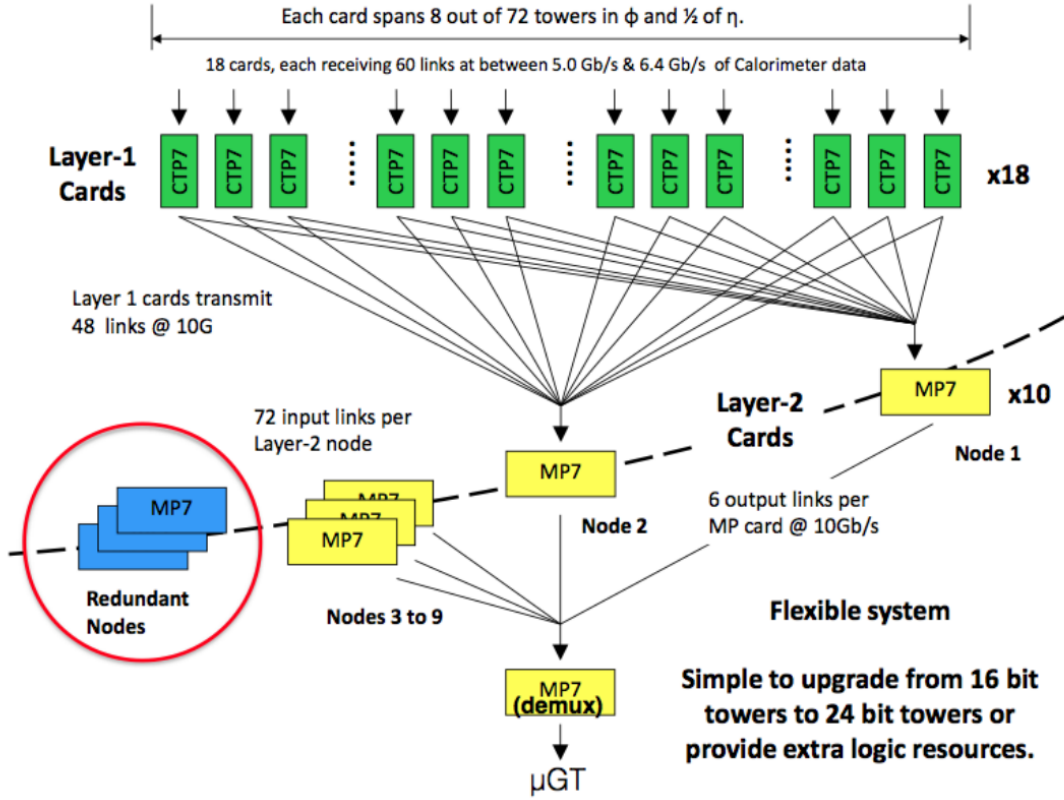 Each card spans 8 out of 72 towers in ϕ and ½ of η.
18 cards, each receiving 60 links at between 5.0 Gb/s & 6.4 Gb/s of Calorimeter data
Layer-1
Cards
CTP7
CTP7
CTP7
CTP7
CTP7
CTP7
CTP7
CTP7
CTP7
CTP7
CTP7
CTP7
x18
Layer 1 cards transmit
48 links @ 10G
MP7
x10
Layer-2
Cards
72 input links per
Layer-2 node
Node 1
MP7
Node 2
6 output links per
MP card @ 10Gb/s
MP7
MP7
MP7
MP7
Redundant
Nodes
Nodes 3 to 9
Flexible system
MP7
(demux)
Simple to upgrade from 16 bit
towers to 24 bit towers or
provide extra logic resources.
μGT